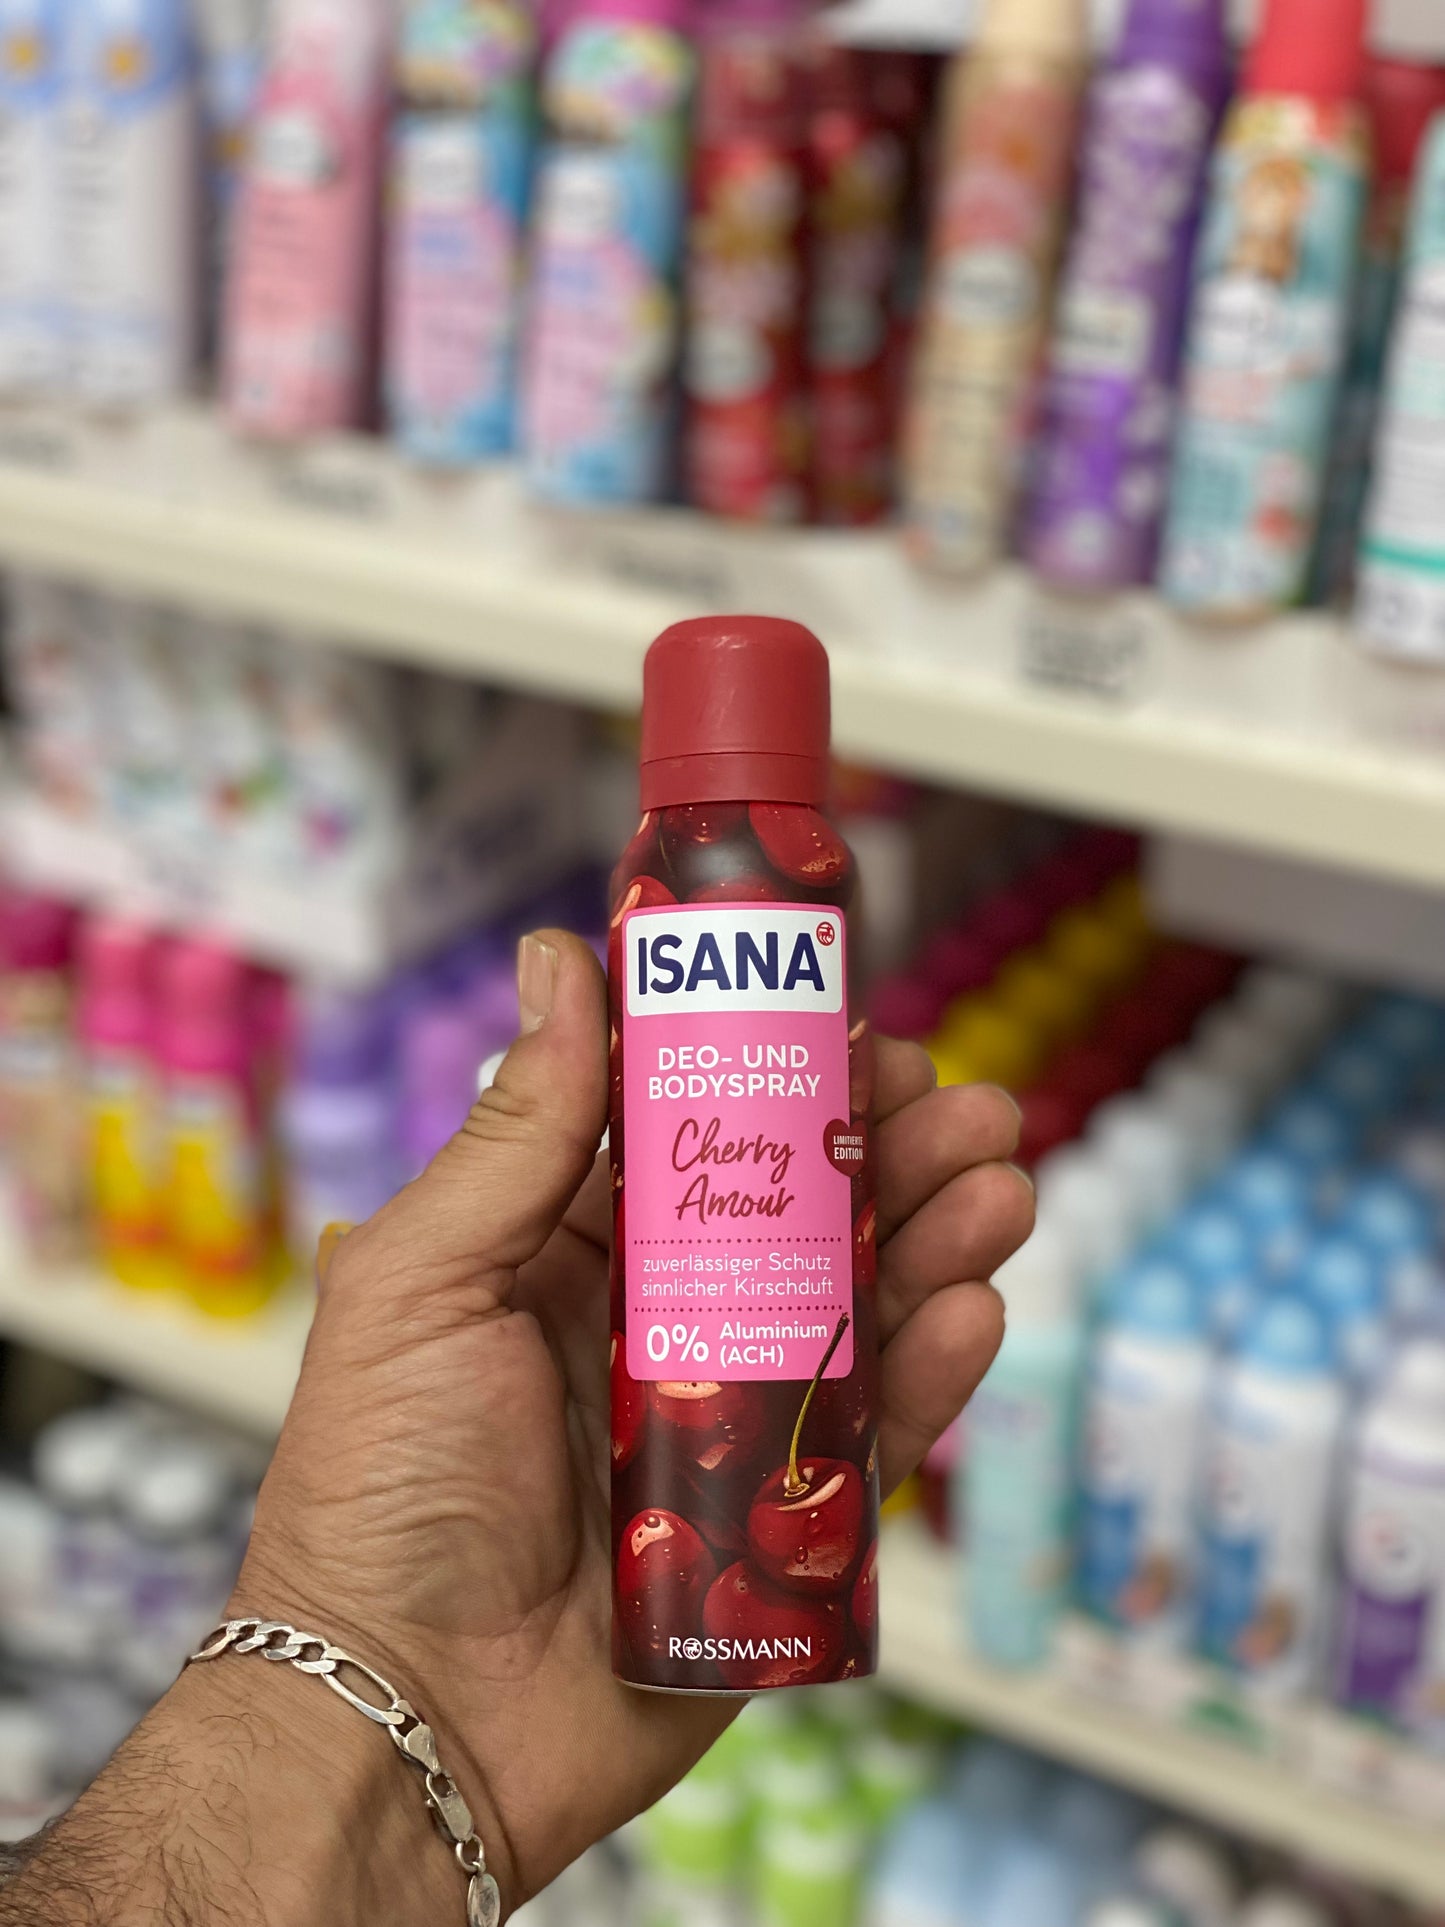 ISANA
DEO- UND
BODYSPRAY
Cherry
Amour
LIMITIERTE
EDITION
zuverlässiger Schutz
sinnlicher Kirschduft
0% Aluminium
(ACH)
ROSSMANN